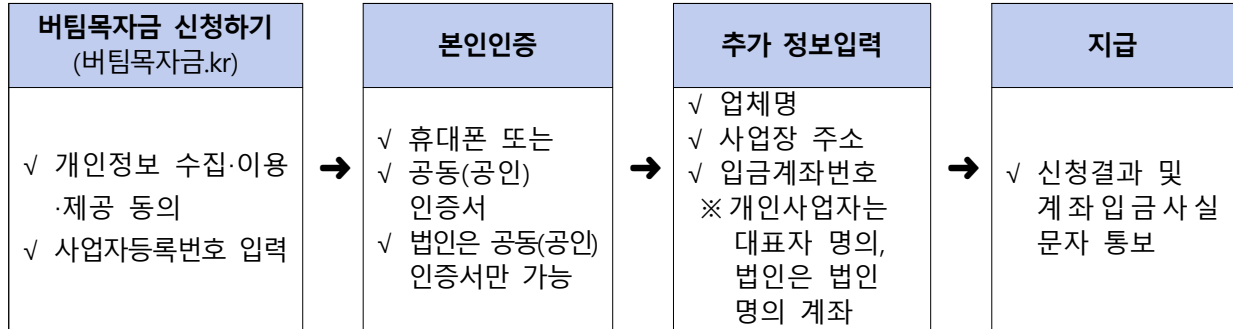 버팀목자금 신청하기
(버팀목자금.kr)
√ 개인정보 수집·이용
·제공 동의
√ 사업자등록번호 입력
➜
본인인증
√ 휴대폰 또는
√ 공동(공인)
인증서
√ 법인은 공동(공인)
인증서만 가능
➜
추가 정보입력
√ 업체명
√ 사업장 주소
√ 입금계좌번호
※ 개인사업자는
대표자 명의,
법인은 법인
명의 계좌
➜
지급
√ 신청결과 및
계좌입금사실
문자 통보